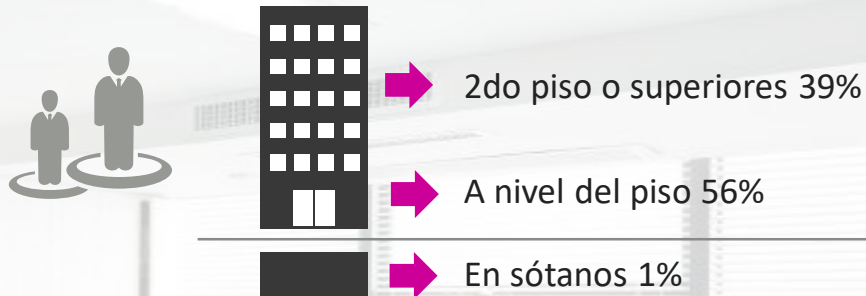 2do piso o superiores 39%
A nivel del piso 56%
En sótanos 1%